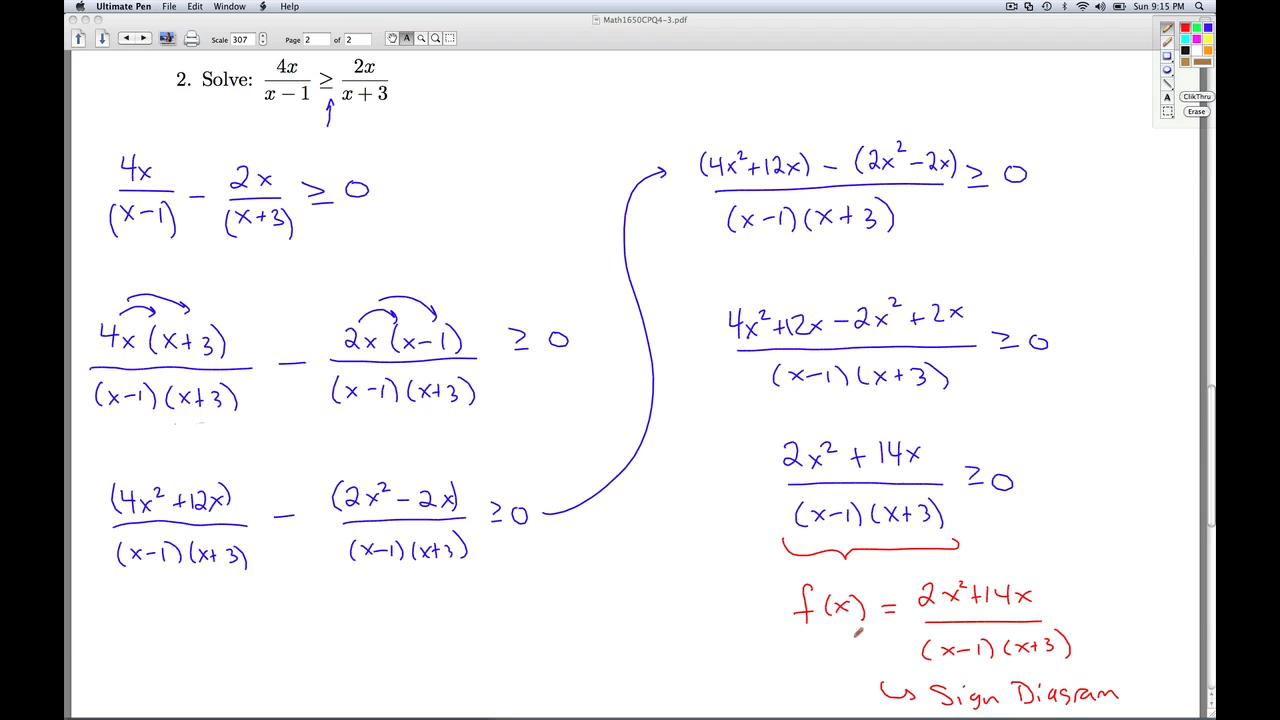 Ultimate Pen File Edit Window Help Sun 9:15 PM
Math1650CPQ4-3.pdf
Scale 307 Page 2 of 2
2. Solve: 4x/(x − 1) ≥ 2x/(x + 3)
4x/(x-1) − 2x/(x+3) ≥ 0
4x(x+3)/(x-1)(x+3) − 2x(x-1)/(x-1)(x+3) ≥ 0
(4x²+12x)/(x-1)(x+3) − (2x²-2x)/(x-1)(x+3) ≥ 0
(4x²+12x) − (2x²-2x)/(x-1)(x+3) ≥ 0
4x²+12x-2x²+2x/(x-1)(x+3) ≥ 0
2x²+14x/(x-1)(x+3) ≥ 0
f(x) = 2x²+14x/(x-1)(x+3)
↳ Sign Diagram
A
ClikThru
Erase